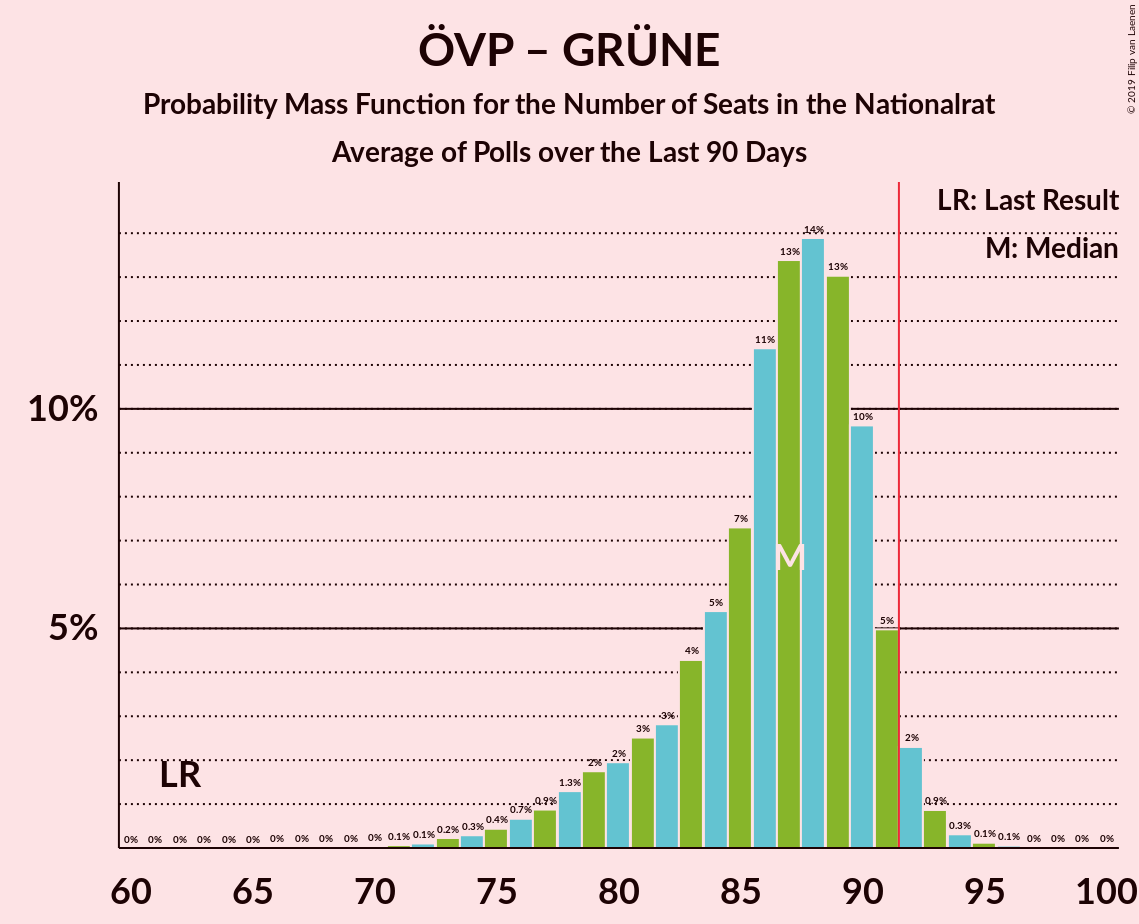 ÖVP – GRÜNE
Probability Mass Function for the Number of Seats in the Nationalrat
Average of Polls over the Last 90 Days
© 2019 Filip van Laenen
LR: Last Result
M: Median
10%
5%
0% 0% 0% 0% 0% 0% 0% 0% 0% 0% 0% 0.1% 0.1% 0.2% 0.3% 0.4% 0.7% 0.9% 1.3% 2% 2% 3% 3% 4% 5% 7% 11% 13% 14% 13% 10% 5% 2% 0.9% 0.3% 0.1% 0.1% 0% 0% 0% 0%
M
LR
60 65 70 75 80 85 90 95 100